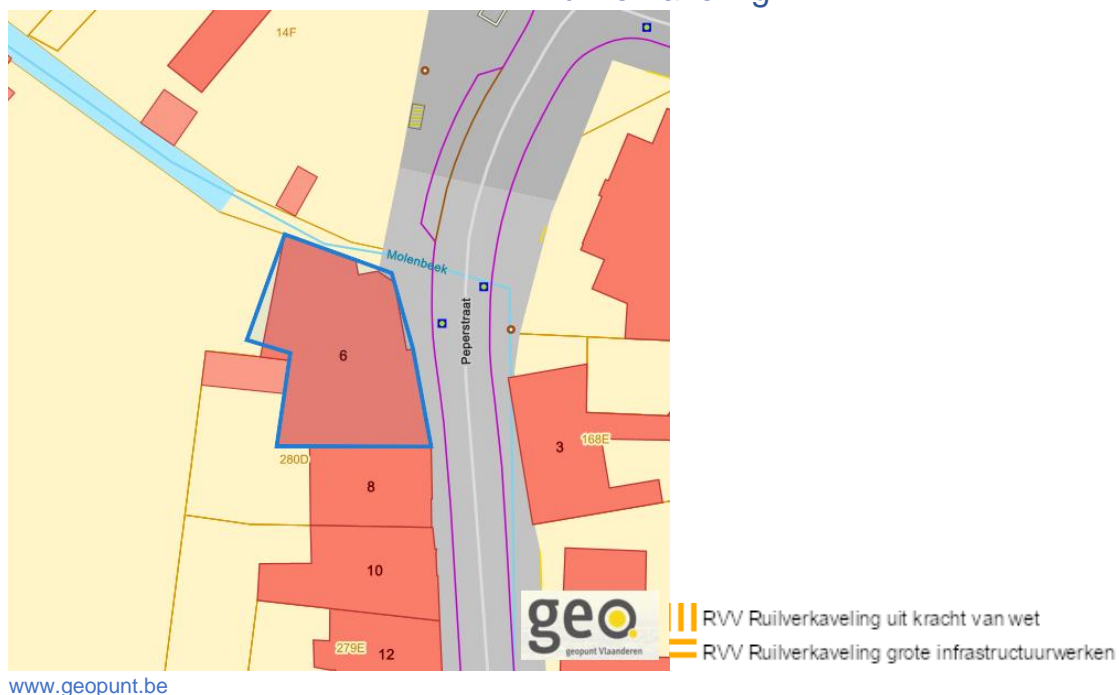 14F
Molenbeek
Peperstraat
6
3
168E
280D
8
10
279E
12
geo
geopunt Vlaanderen
RVV Ruilverkaveling uit kracht van wet
RVV Ruilverkaveling grote infrastructuurwerken
www.geopunt.be